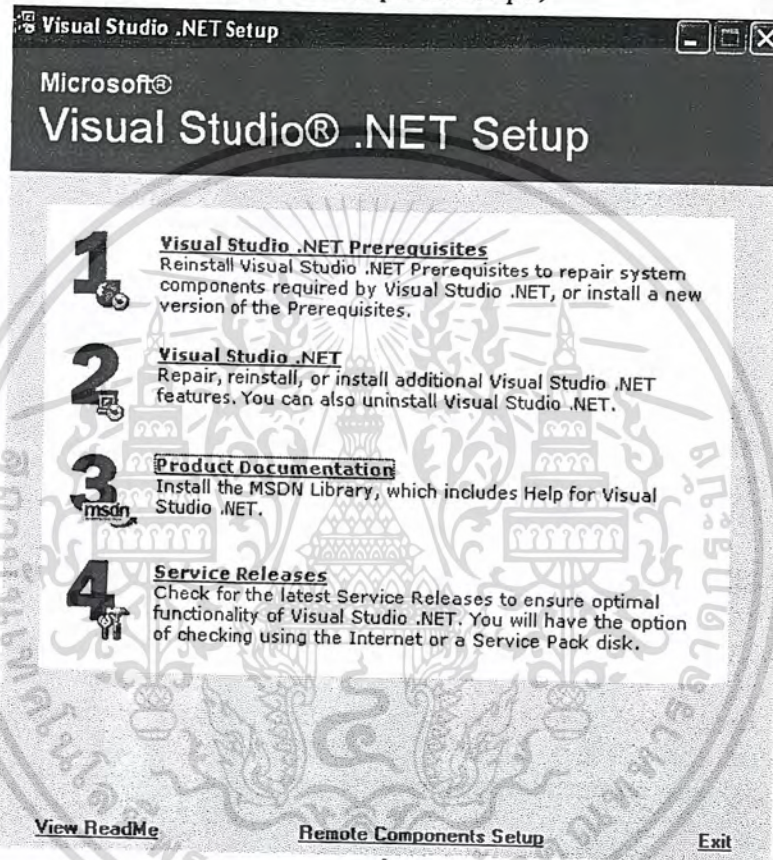 Visual Studio .NET Setup
Microsoft®
Visual Studio® .NET Setup
1
Visual Studio .NET Prerequisites
Reinstall Visual Studio .NET Prerequisites to repair system
components required by Visual Studio .NET, or install a new
version of the Prerequisites.
2
Visual Studio .NET
Repair, reinstall, or install additional Visual Studio .NET
features. You can also uninstall Visual Studio .NET.
3
msdn
Product Documentation
Install the MSDN Library, which includes Help for Visual
Studio .NET.
4
Service Releases
Check for the latest Service Releases to ensure optimal
functionality of Visual Studio .NET. You will have the option
of checking using the Internet or a Service Pack disk.
View ReadMe
Remote Components Setup
Exit